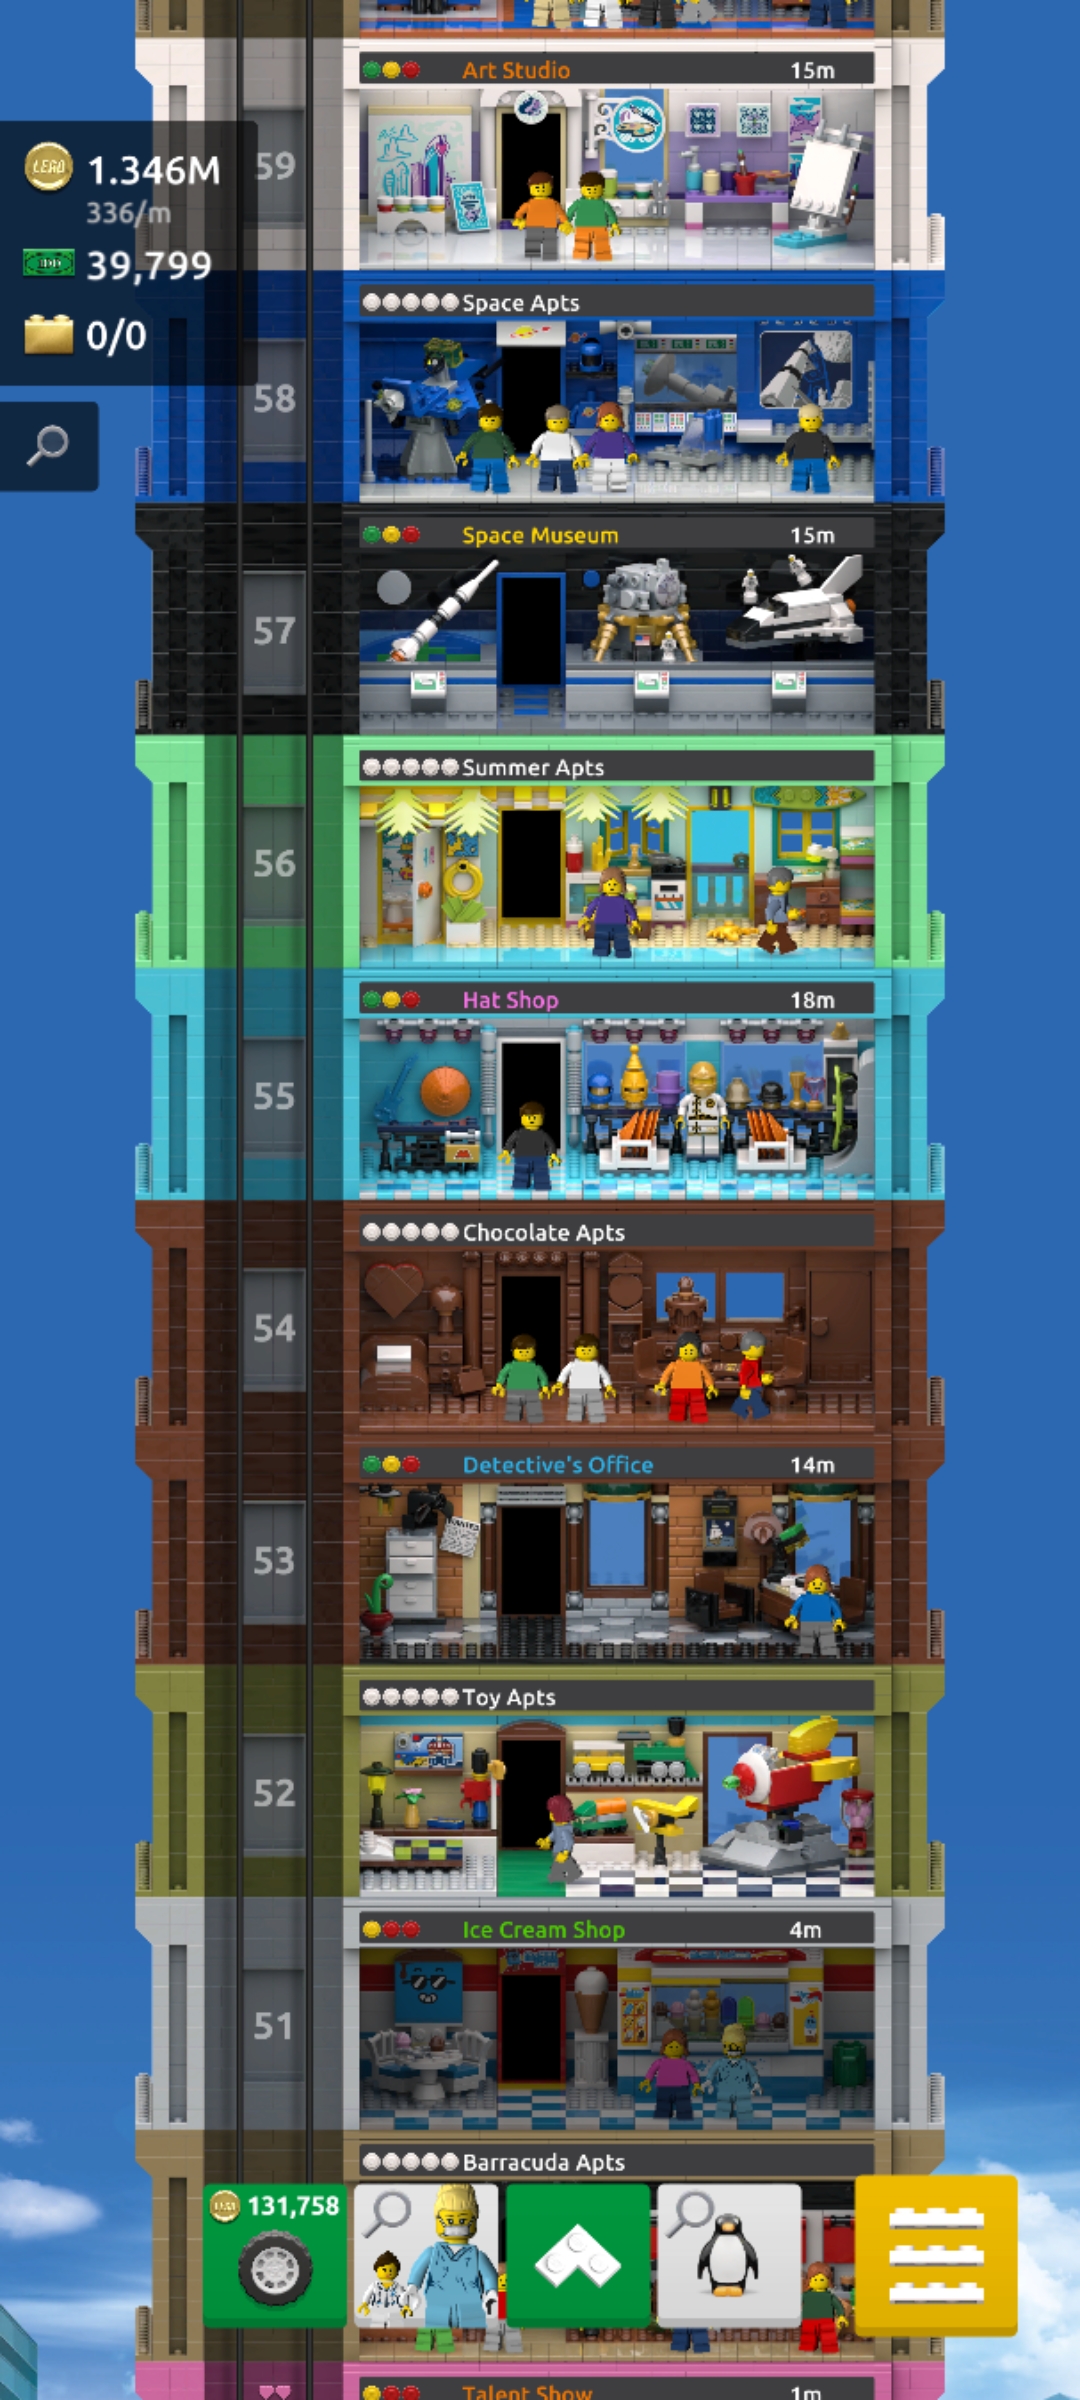 Art Studio 15m
59
LEGO 1.346M
336/m
39,799
0/0
Space Apts
58
Space Museum 15m
57
Summer Apts
56
Hat Shop 18m
55
Chocolate Apts
54
Detective's Office 14m
WANTED
53
Toy Apts
52
Ice Cream Shop 4m
51
Barracuda Apts
131,758
Talent Show 1m